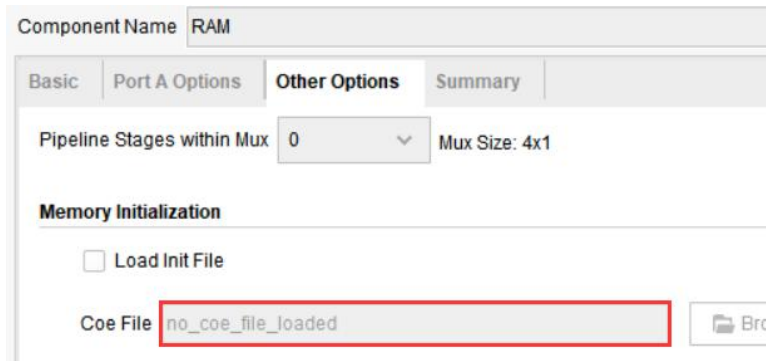 Component Name RAM
Basic Port A Options Other Options Summary
Pipeline Stages within Mux 0 Mux Size: 4x1
Memory Initialization
Load Init File
Coe File no_coe_file_loaded Bro